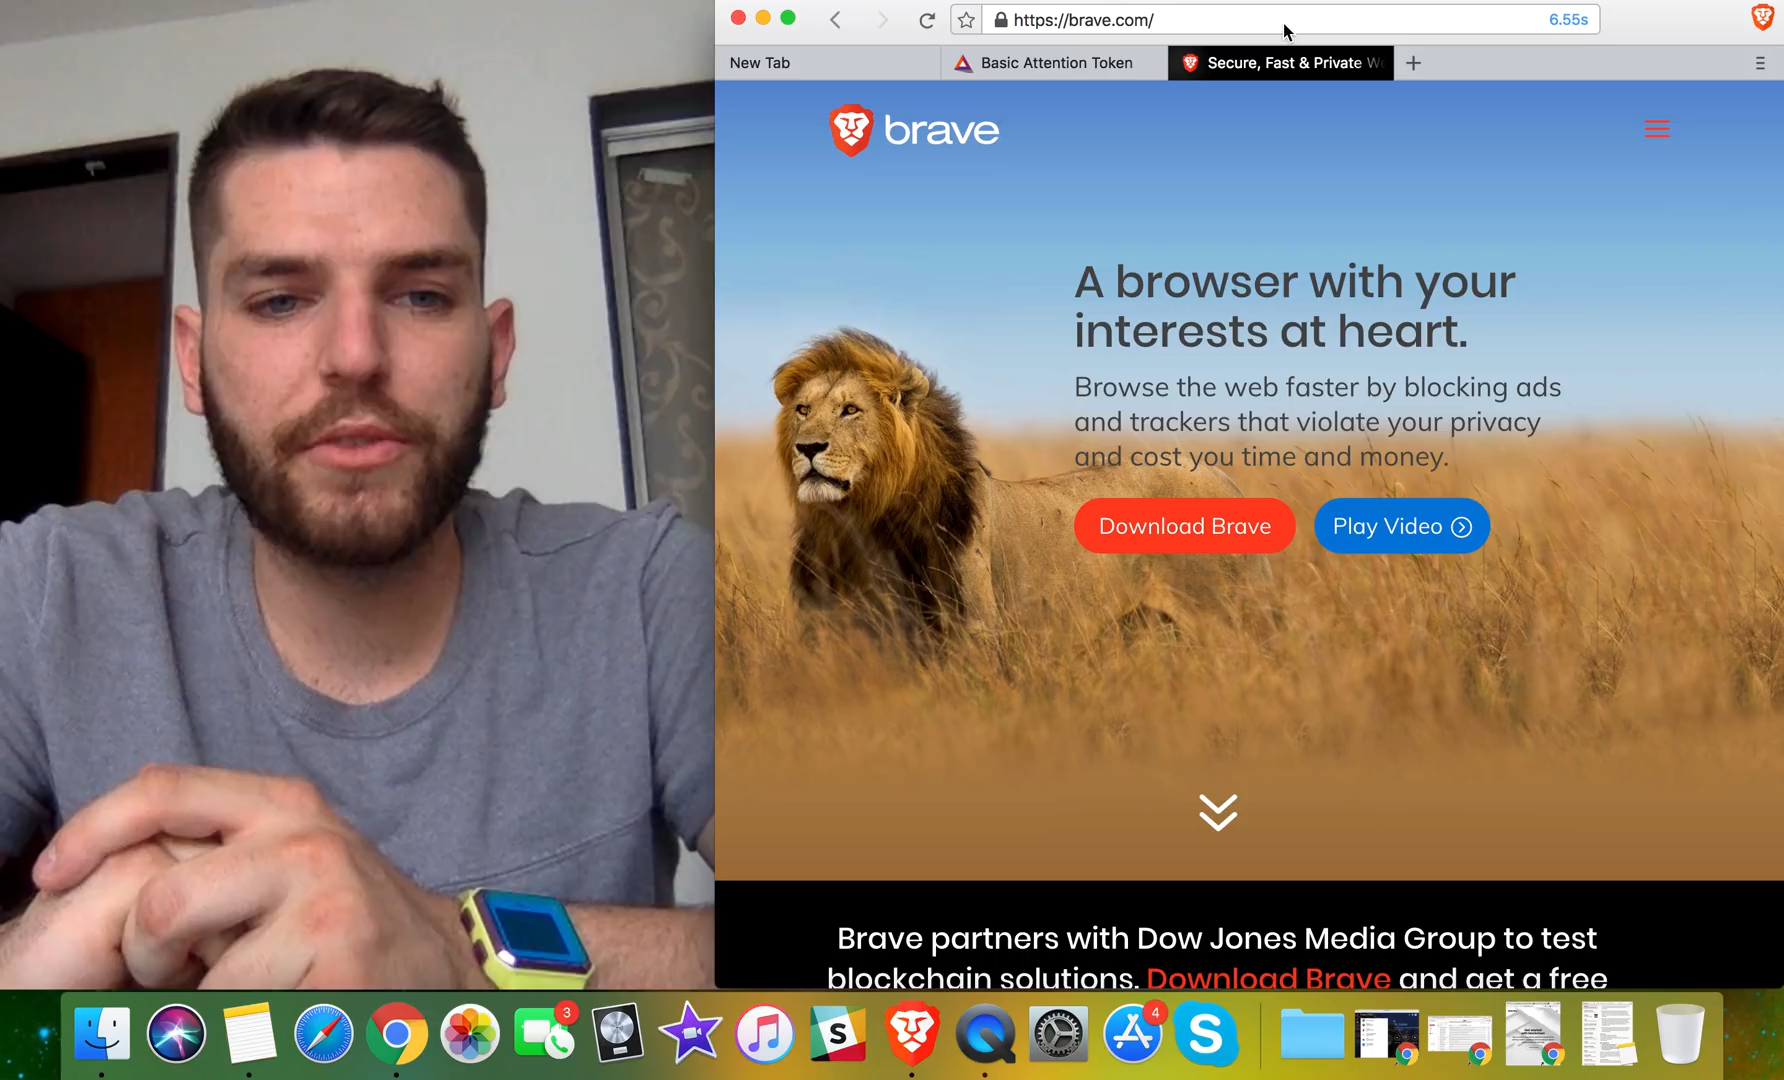 https://brave.com/
6.55s
New Tab
Basic Attention Token
Secure, Fast & Private W
brave
A browser with your
interests at heart.
Browse the web faster by blocking ads
and trackers that violate your privacy
and cost you time and money.
Download Brave
Play Video
Brave partners with Dow Jones Media Group to test
blockchain solutions. Download Brave and get a free
3
4